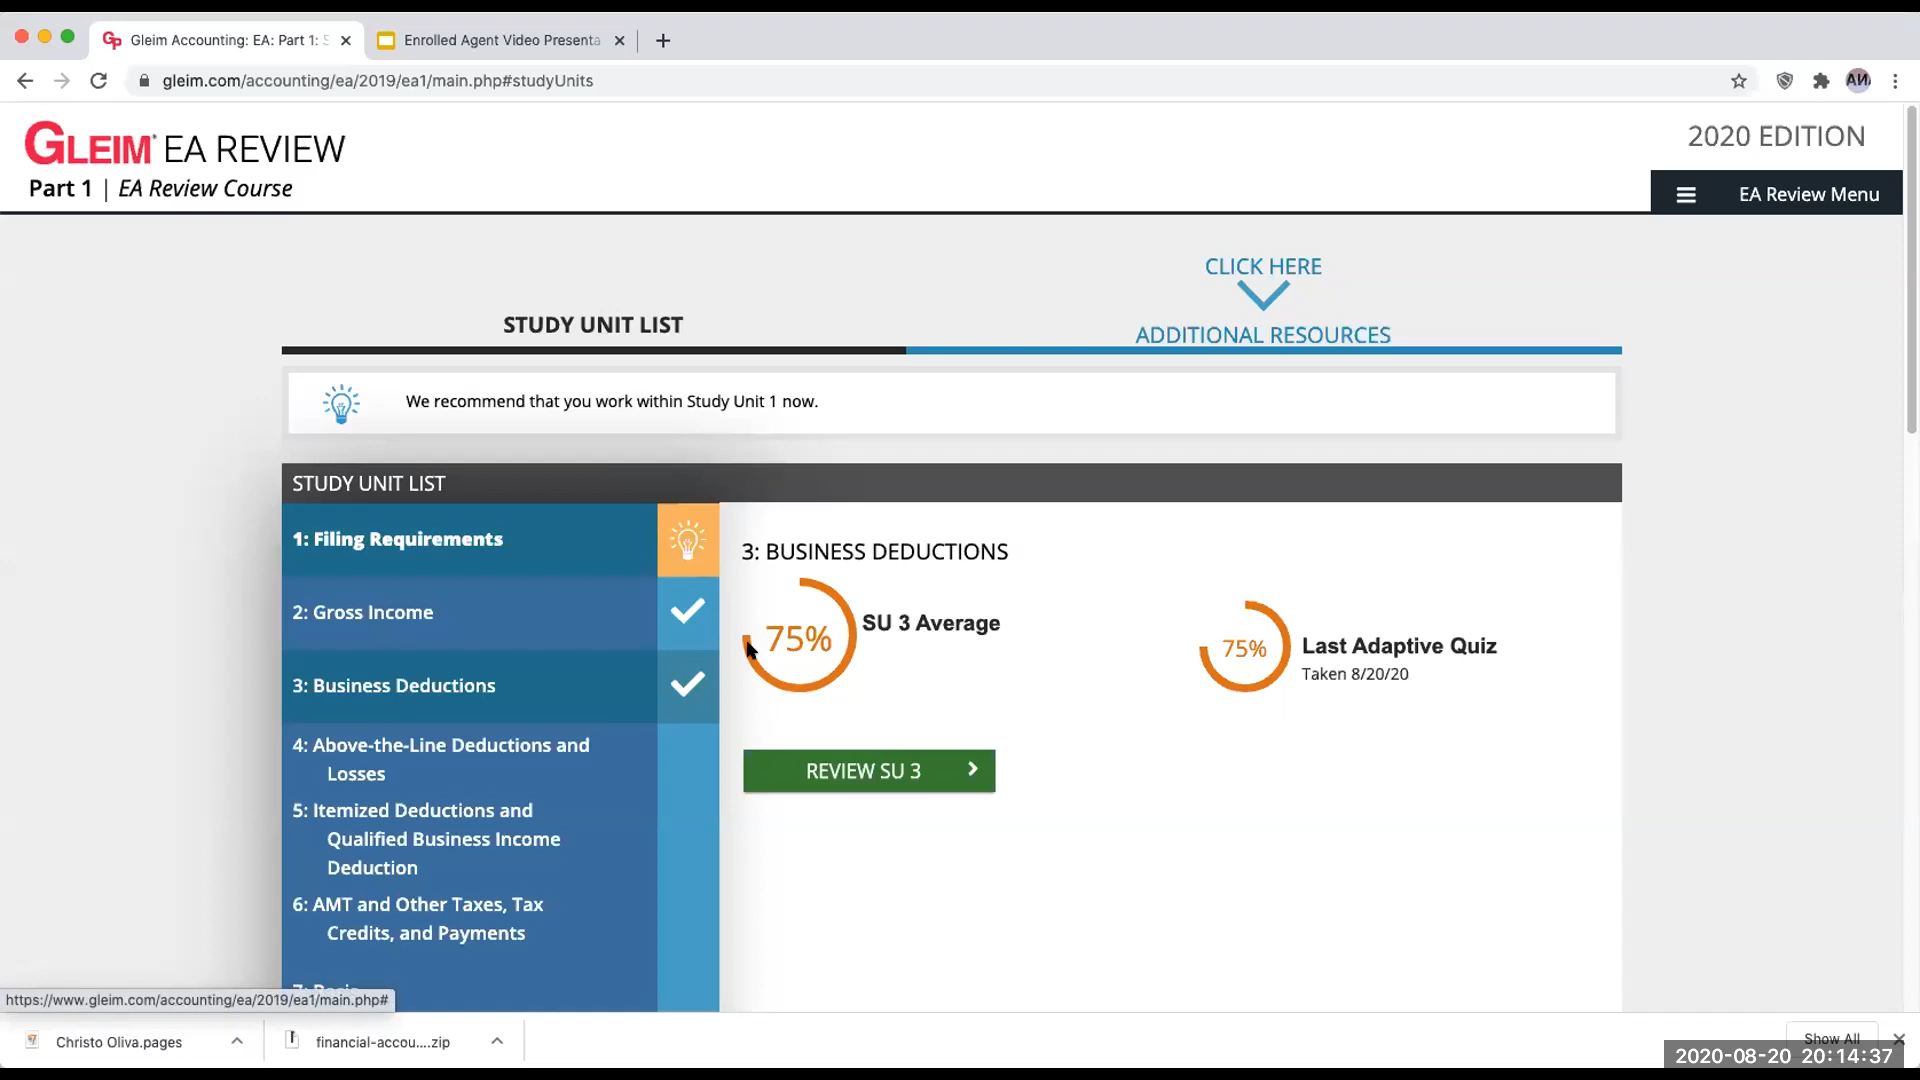 Gleim Accounting: EA: Part 1: S
Enrolled Agent Video Presenta
gleim.com/accounting/ea/2019/ea1/main.php#studyUnits
GLEIM® EA REVIEW
Part 1 | EA Review Course
2020 EDITION
EA Review Menu
STUDY UNIT LIST
CLICK HERE
ADDITIONAL RESOURCES
We recommend that you work within Study Unit 1 now.
STUDY UNIT LIST
1: Filing Requirements
2: Gross Income
3: Business Deductions
4: Above-the-Line Deductions and
Losses
5: Itemized Deductions and
Qualified Business Income
Deduction
6: AMT and Other Taxes, Tax
Credits, and Payments
7: Basis
3: BUSINESS DEDUCTIONS
75%
SU 3 Average
75%
Last Adaptive Quiz
Taken 8/20/20
REVIEW SU 3
https://www.gleim.com/accounting/ea/2019/ea1/main.php#
Christo Oliva.pages
financial-accou....zip
Show All
2020-08-20 20:14:37